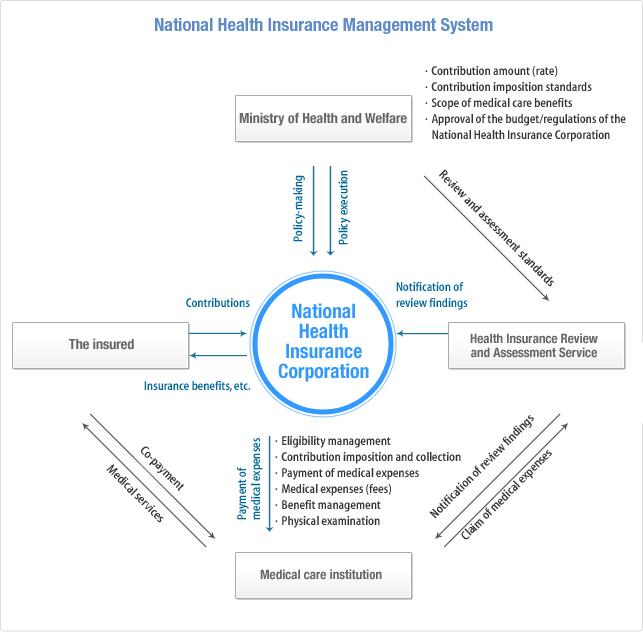 National Health Insurance Management System
· Contribution amount (rate)
· Contribution imposition standards
· Scope of medical care benefits
· Approval of the budget/regulations of the
National Health Insurance Corporation
Ministry of Health and Welfare
Policy-making
Policy execution
Review and assessment standards
Contributions
Notification of
review findings
National
Health
Insurance
Corporation
The insured
Health Insurance Review
and Assessment Service
Insurance benefits, etc.
Co-payment
Medical services
Payment of
medical expenses
· Eligibility management
· Contribution imposition and collection
· Payment of medical expenses
· Medical expenses (fees)
· Benefit management
· Physical examination
Notification of review findings
Claim of medical expenses
Medical care institution